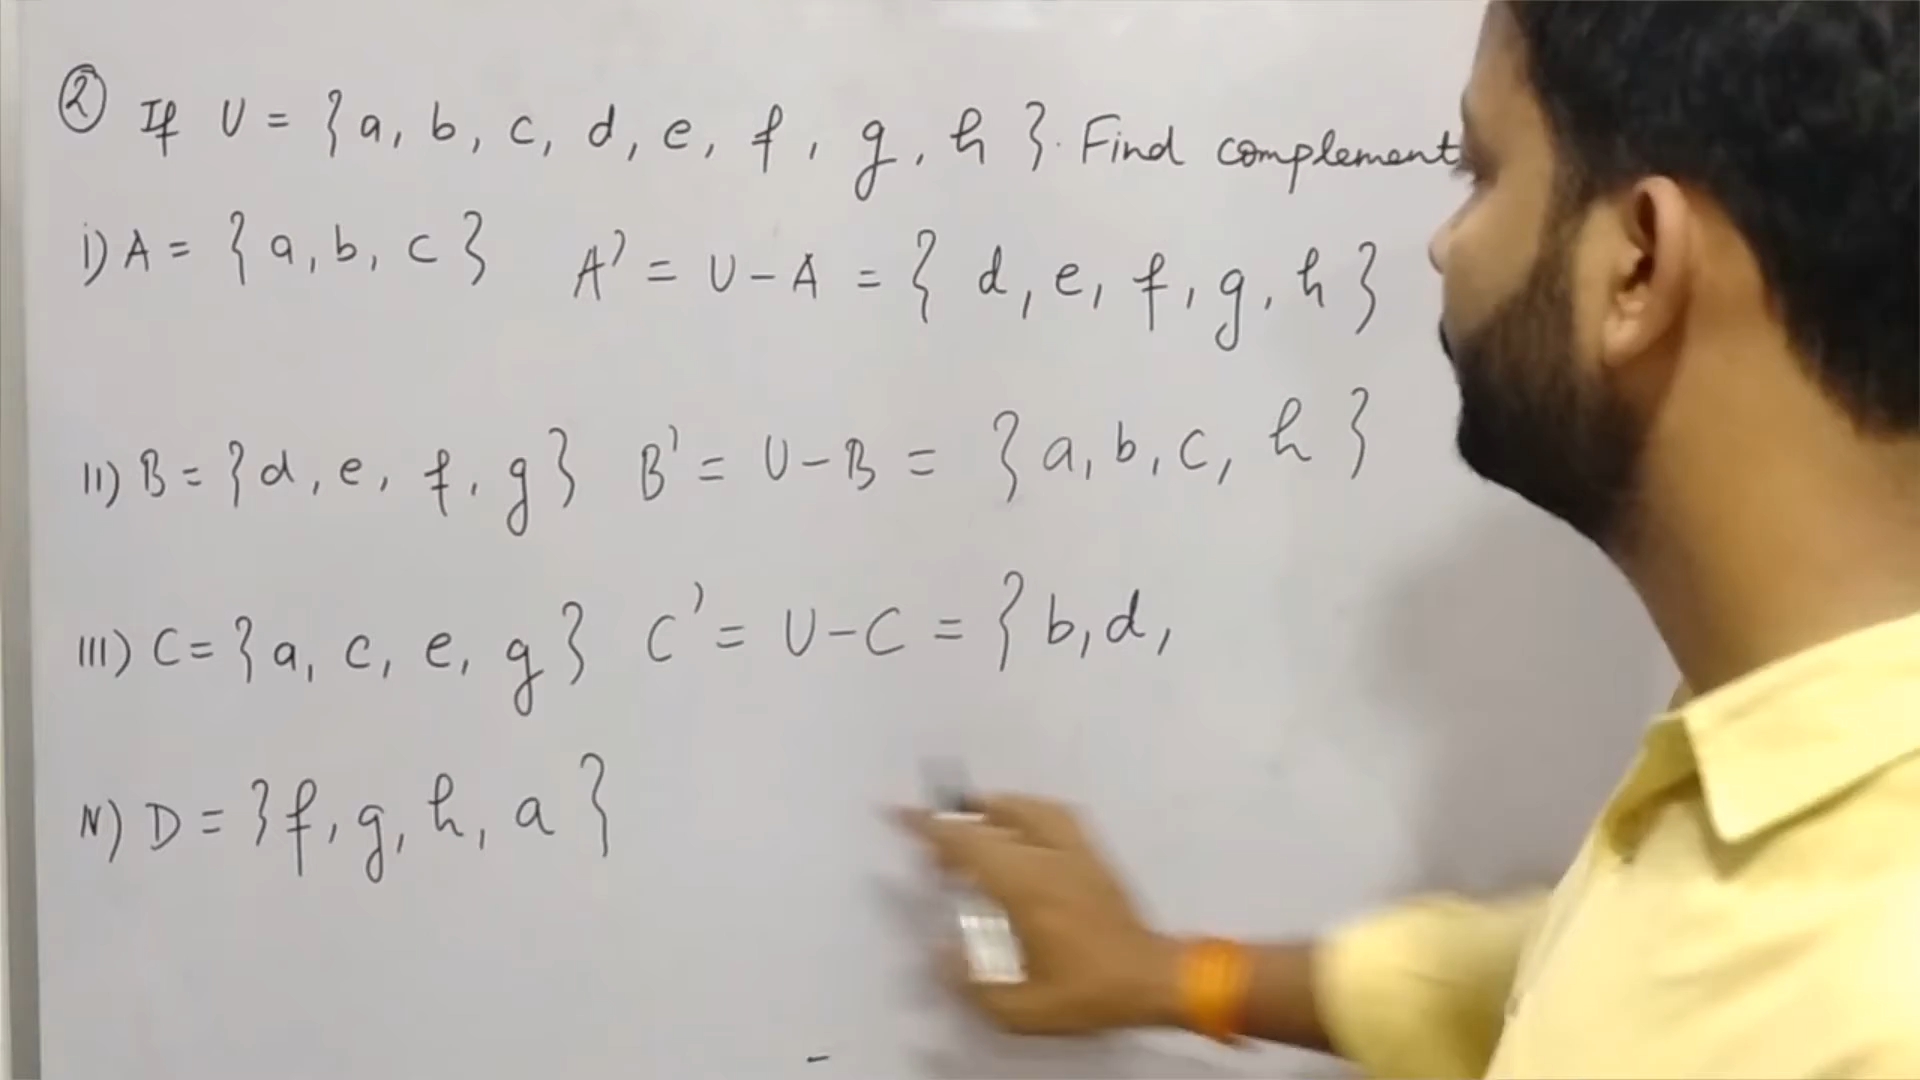 ② If U = {a, b, c, d, e, f, g, h}. Find complement
i) A = {a, b, c} A' = U - A = {d, e, f, g, h}
II) B = {d, e, f, g} B' = U - B = {a, b, c, h}
III) C = {a, c, e, g} C' = U - C = {b, d,
IV) D = {f, g, h, a}